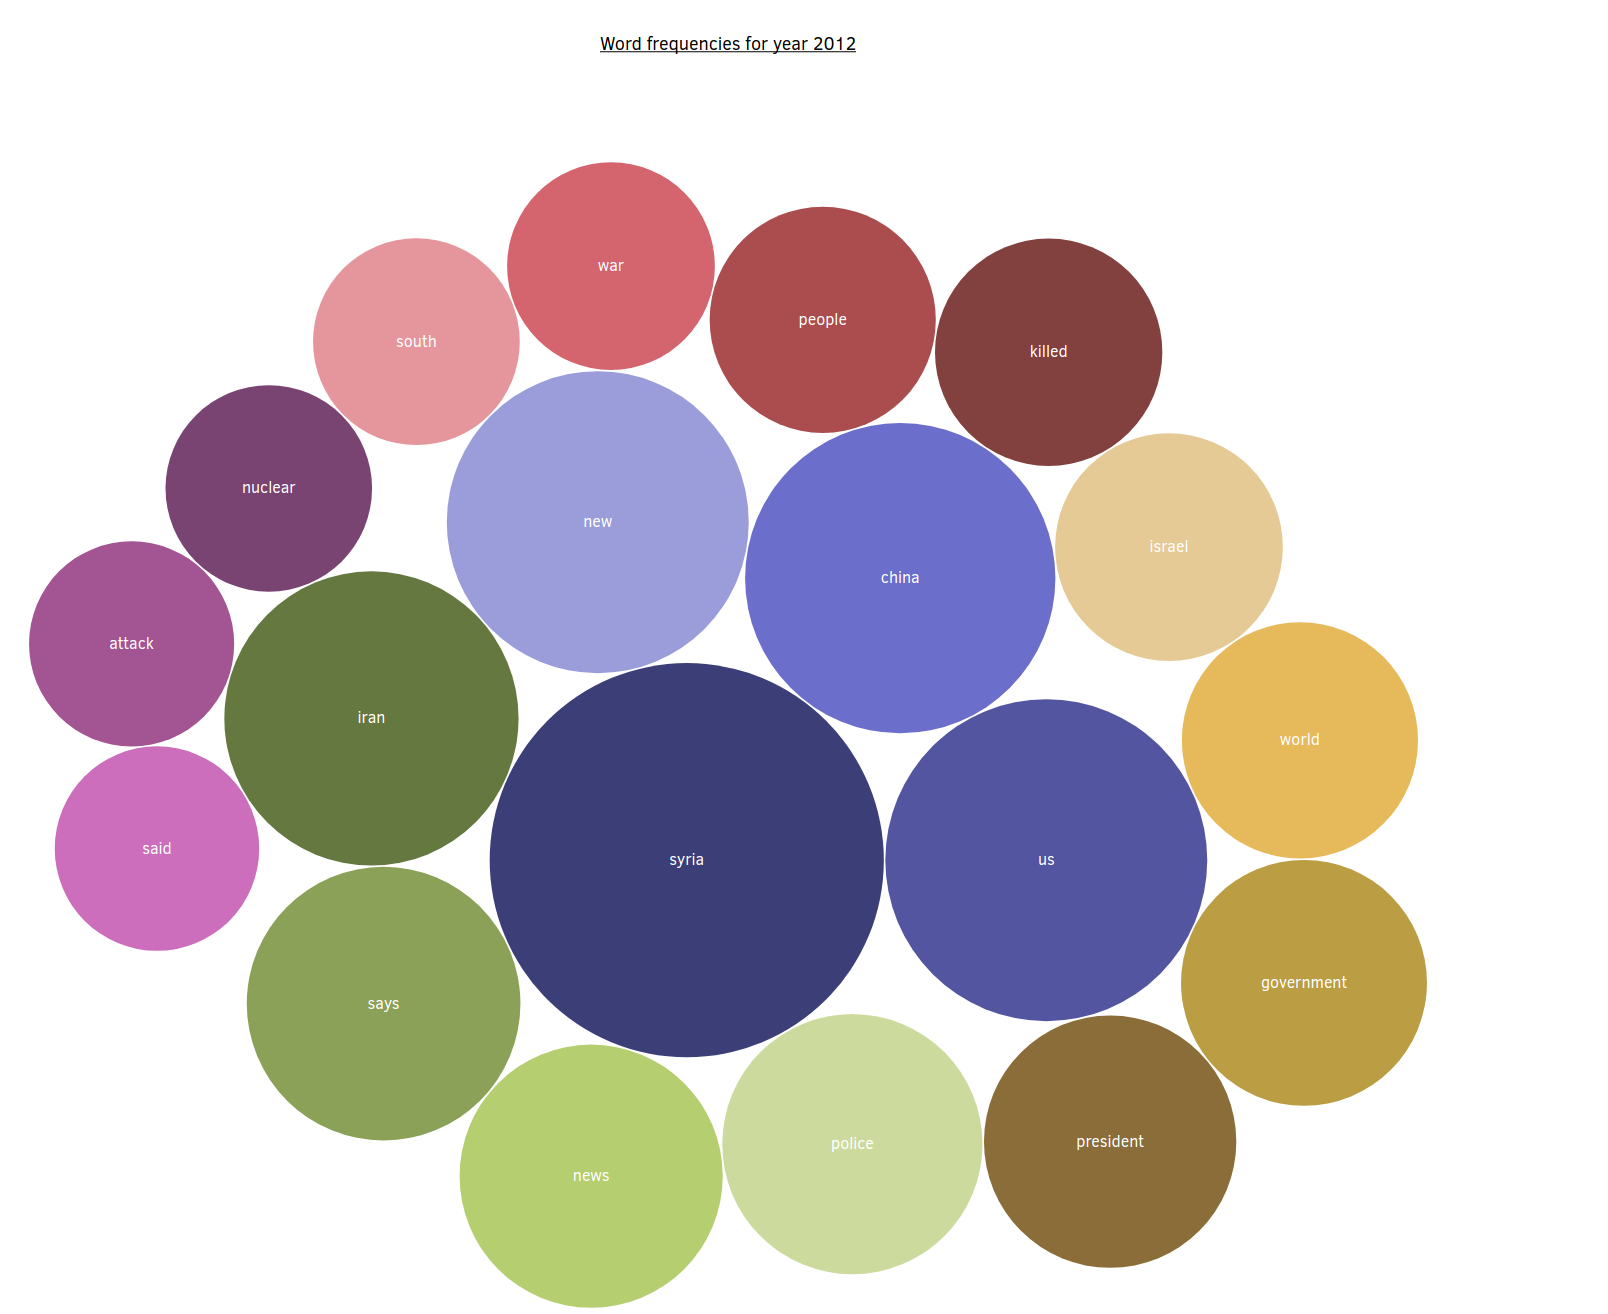 Word frequencies for year 2012
war
people
south
killed
nuclear
new
israel
china
attack
iran
world
said
syria
us
government
says
president
police
news